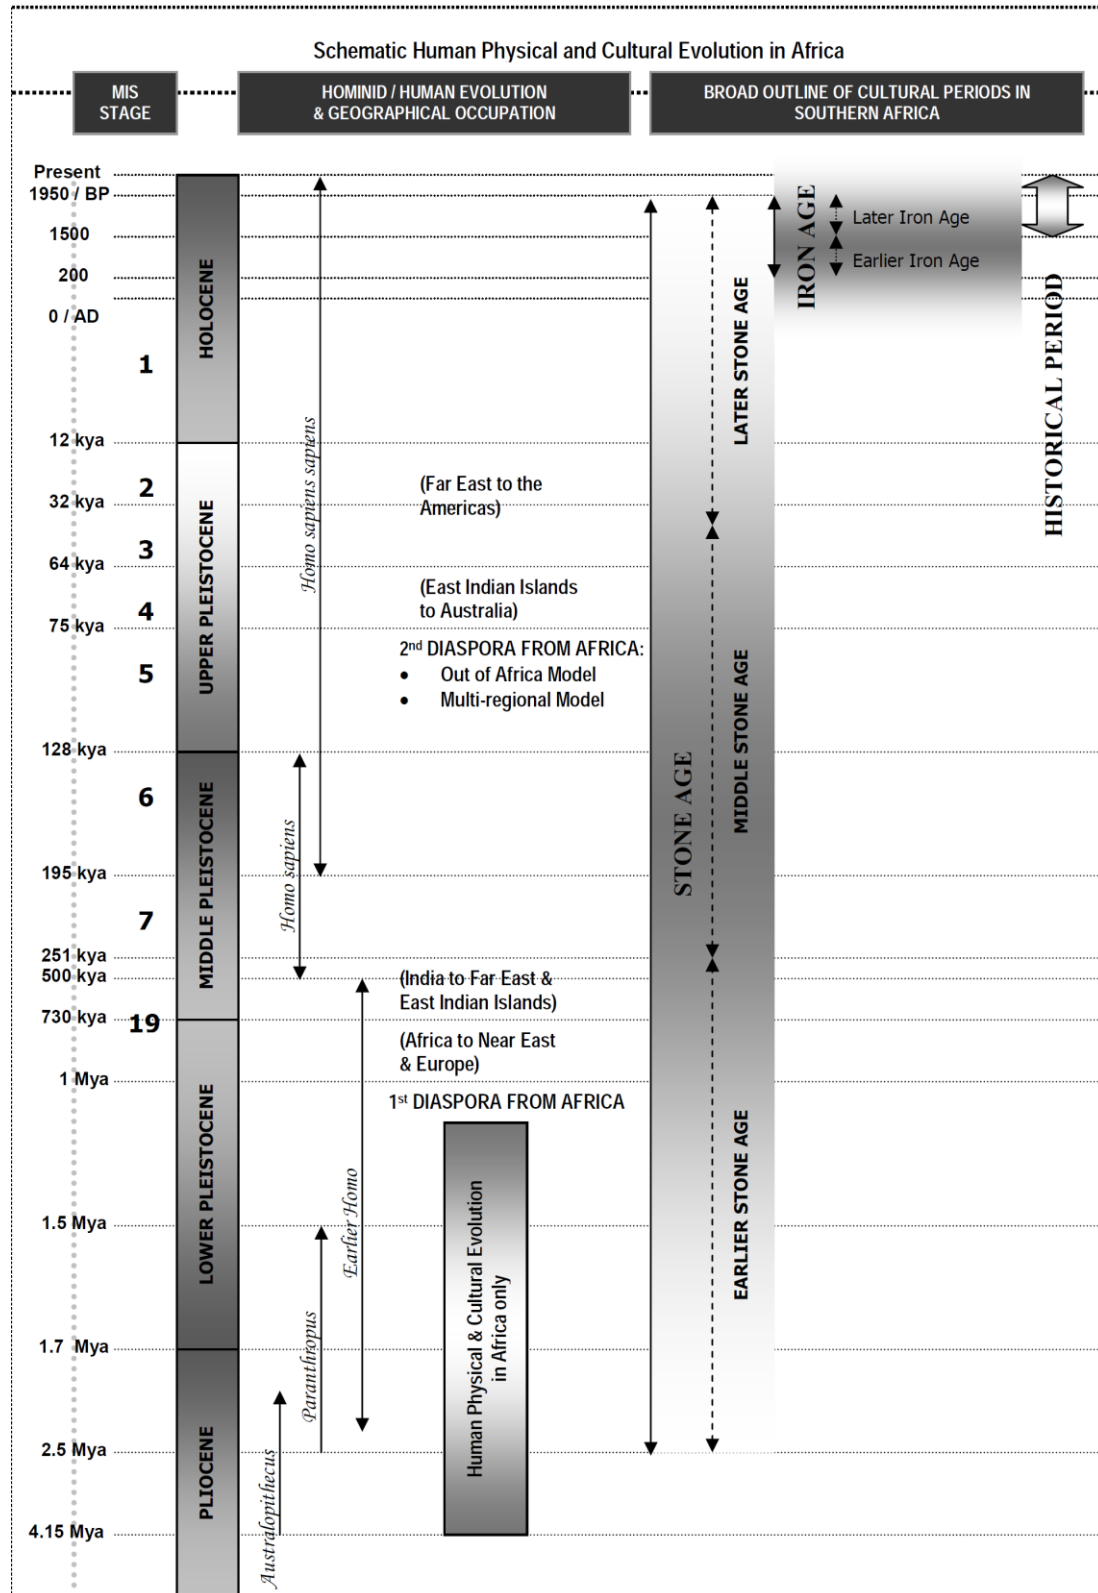 Schematic Human Physical and Cultural Evolution in Africa
MIS
STAGE
HOMINID / HUMAN EVOLUTION
& GEOGRAPHICAL OCCUPATION
BROAD OUTLINE OF CULTURAL PERIODS IN
SOUTHERN AFRICA
Present
1950 / BP
1500
200
0 / AD
12 kya
32 kya
64 kya
75 kya
128 kya
195 kya
251 kya
500 kya
730 kya
1 Mya
1.5 Mya
1.7 Mya
2.5 Mya
4.15 Mya
1
2
3
4
5
6
7
19
HOLOCENE
UPPER PLEISTOCENE
MIDDLE PLEISTOCENE
LOWER PLEISTOCENE
PLIOCENE
Homo sapiens sapiens
Homo sapiens
Earlier Homo
Paranthropus
Australopithecus
(Far East to the
Americas)
(East Indian Islands
to Australia)
2nd DIASPORA FROM AFRICA:
• Out of Africa Model
• Multi-regional Model
(India to Far East &
East Indian Islands)
(Africa to Near East
& Europe)
1st DIASPORA FROM AFRICA
Human Physical & Cultural Evolution
in Africa only
STONE AGE
LATER STONE AGE
MIDDLE STONE AGE
EARLIER STONE AGE
IRON AGE
Later Iron Age
Earlier Iron Age
HISTORICAL PERIOD